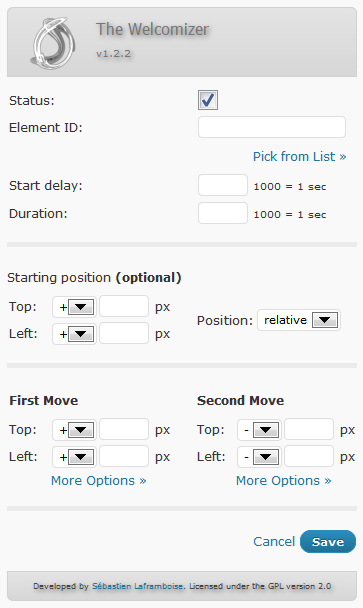 The Welcomizer
v1.2.2
Status:
Element ID:
Pick from List »
Start delay: 1000 = 1 sec
Duration: 1000 = 1 sec
Starting position (optional)
Top: + px
Left: + px
Position: relative
First Move
Top: + px
Left: + px
More Options »
Second Move
Top: - px
Left: - px
More Options »
Cancel Save
Developed by Sébastien Laframboise. Licensed under the GPL version 2.0